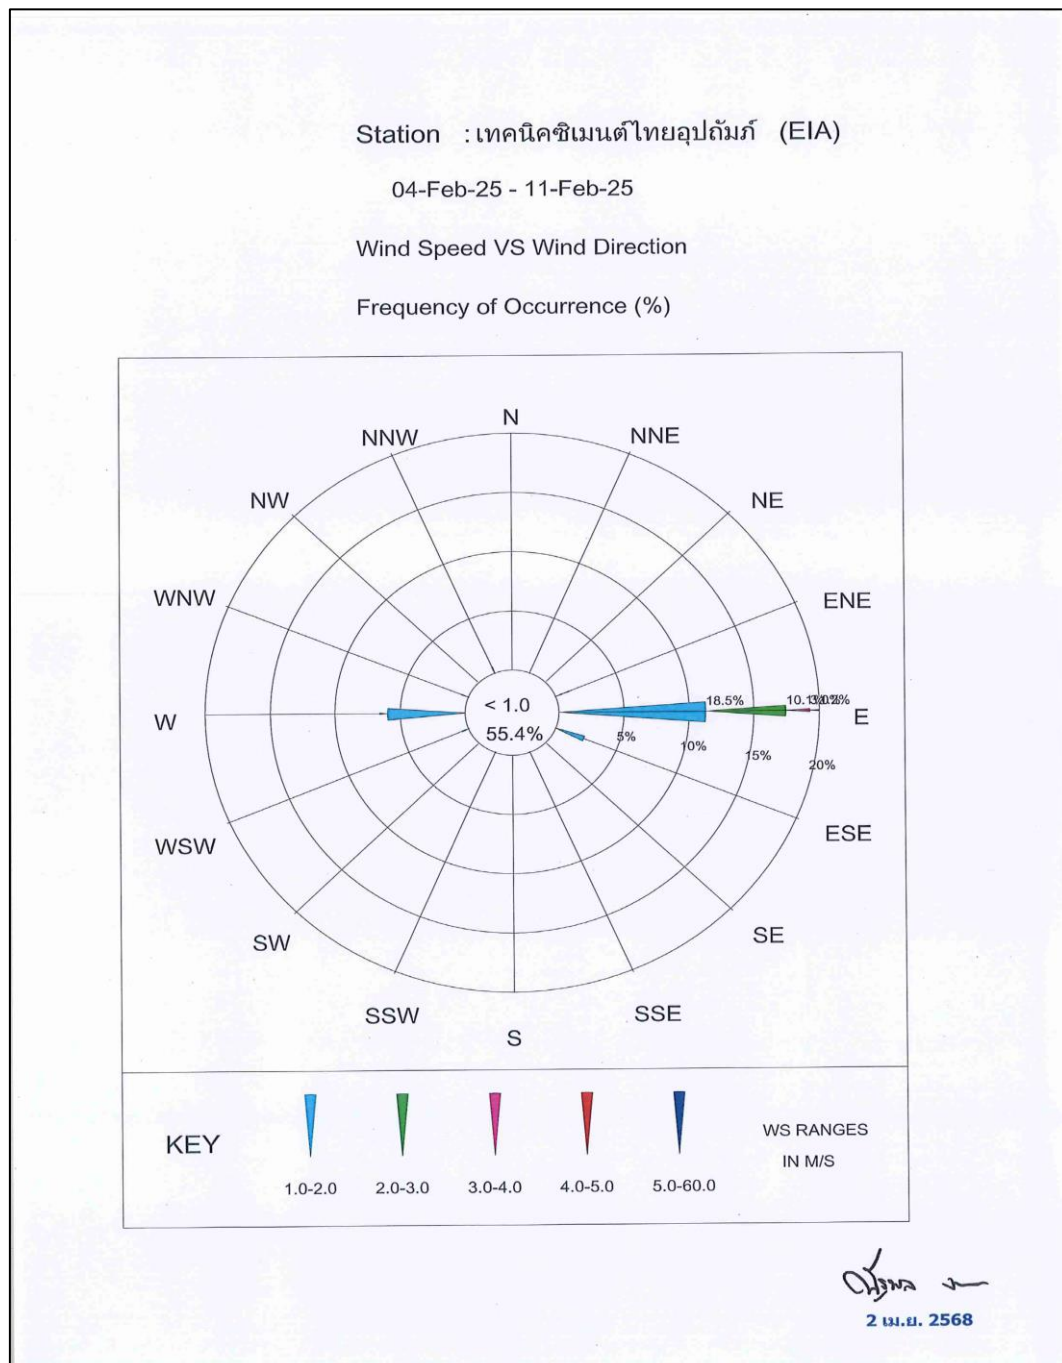 Station : เทคนิคซิเมนต์ไทยอุปถัมภ์ (EIA)
04-Feb-25 - 11-Feb-25
Wind Speed VS Wind Direction
Frequency of Occurrence (%)
N
NNW
NNE
NW
NE
WNW
ENE
< 1.0
18.5%
10.1%
W
E
55.4%
5%
10%
15%
20%
WSW
ESE
SW
SE
SSW
SSE
S
KEY
WS RANGES
IN M/S
1.0-2.0
2.0-3.0
3.0-4.0
4.0-5.0
5.0-60.0
2 เม.ย. 2568